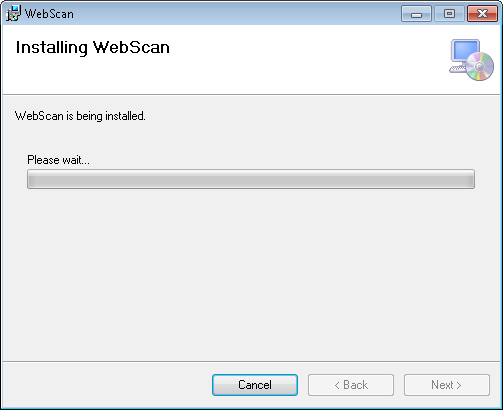 WebScan
Installing WebScan
WebScan is being installed.
Please wait...
Cancel
< Back
Next >